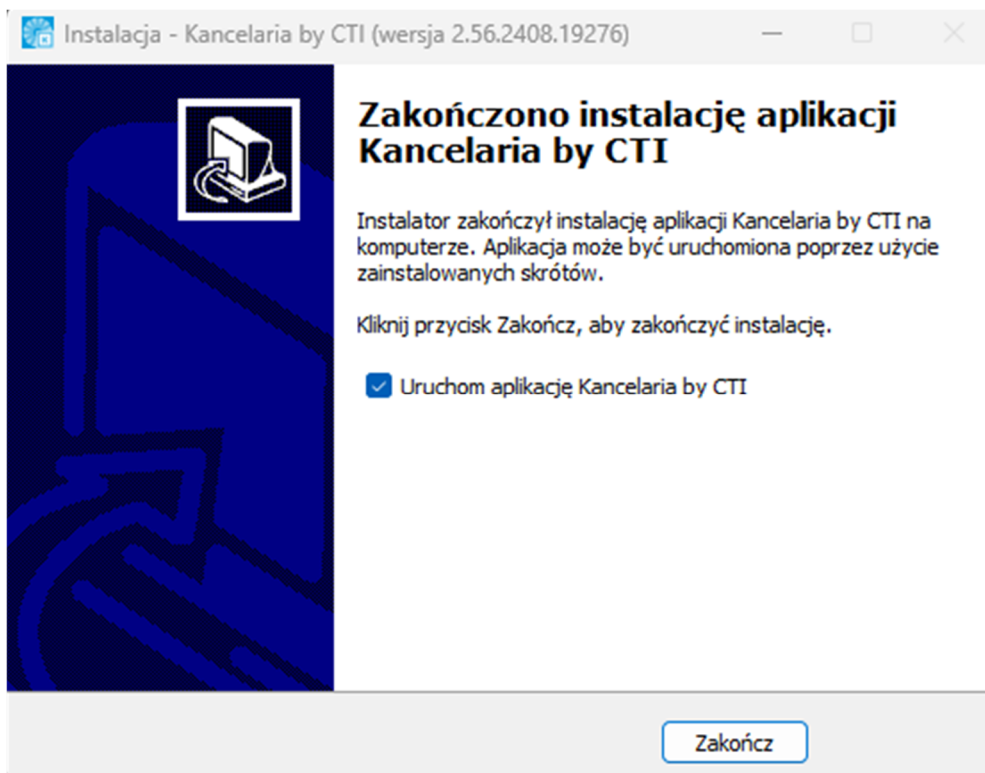 Instalacja - Kancelaria by CTI (wersja 2.56.2408.19276)
Zakończono instalację aplikacji
Kancelaria by CTI
Instalator zakończył instalację aplikacji Kancelaria by CTI na
komputerze. Aplikacja może być uruchomiona poprzez użycie
zainstalowanych skrótów.
Kliknij przycisk Zakończ, aby zakończyć instalację.
Uruchom aplikację Kancelaria by CTI
Zakończ